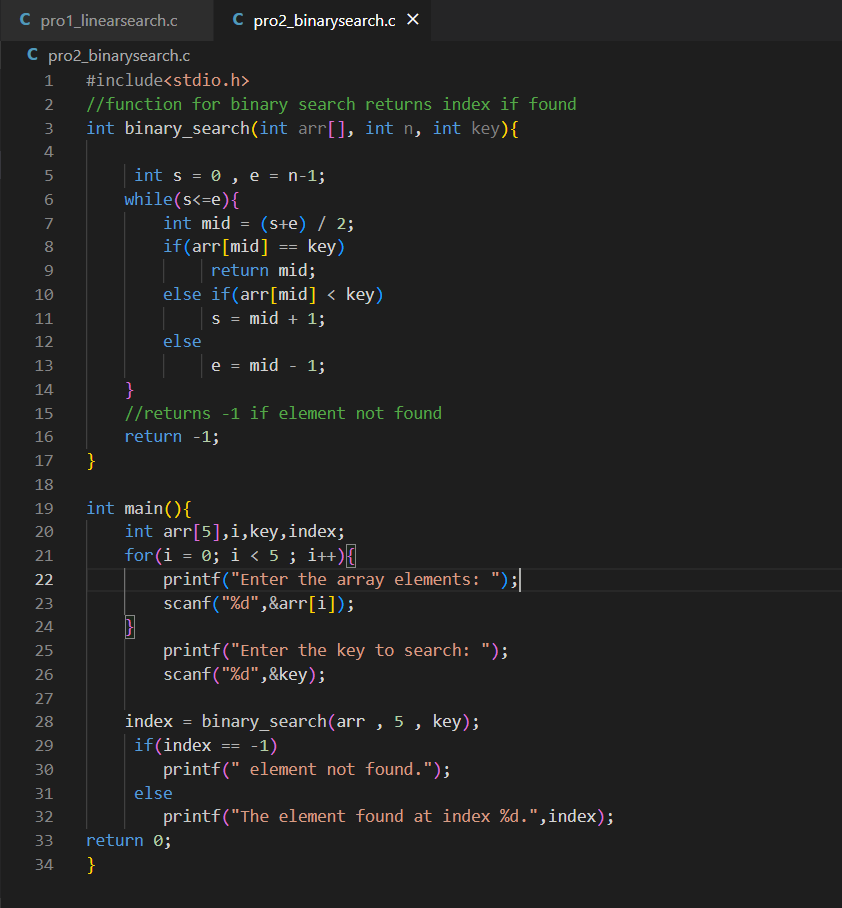 C pro1_linearsearch.c C pro2_binarysearch.c ×
C pro2_binarysearch.c
1 #include<stdio.h>
2 //function for binary search returns index if found
3 int binary_search(int arr[], int n, int key){
4
5 int s = 0 , e = n-1;
6 while(s<=e){
7 int mid = (s+e) / 2;
8 if(arr[mid] == key)
9 return mid;
10 else if(arr[mid] < key)
11 s = mid + 1;
12 else
13 e = mid - 1;
14 }
15 //returns -1 if element not found
16 return -1;
17 }
18
19 int main(){
20 int arr[5],i,key,index;
21 for(i = 0; i < 5 ; i++){
22 printf("Enter the array elements: ");
23 scanf("%d",&arr[i]);
24 }
25 printf("Enter the key to search: ");
26 scanf("%d",&key);
27
28 index = binary_search(arr , 5 , key);
29 if(index == -1)
30 printf(" element not found.");
31 else
32 printf("The element found at index %d.",index);
33 return 0;
34 }